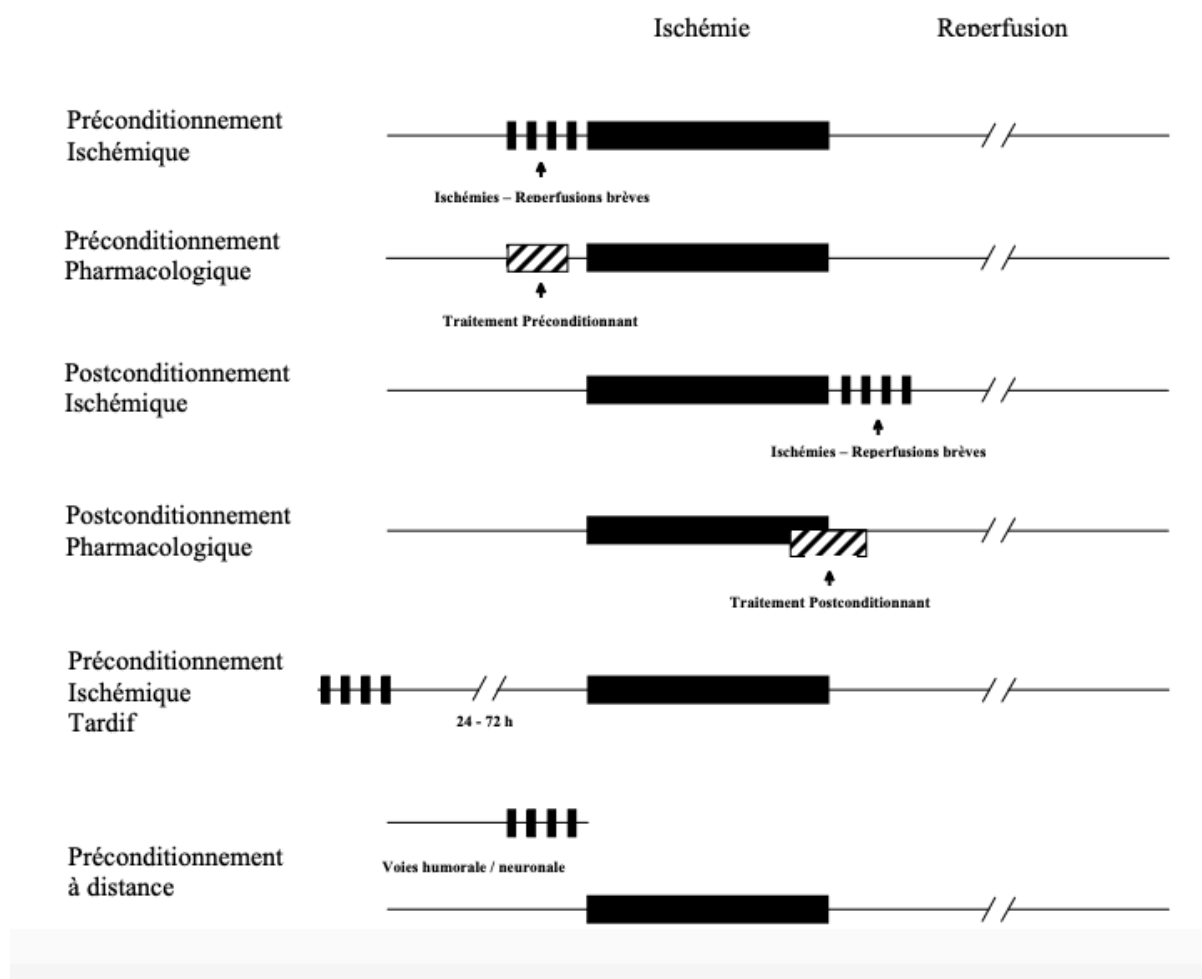 Ischémie Reperfusion
Préconditionnement
Ischémique
Ischémies – Reperfusions brèves
Préconditionnement
Pharmacologique
Traitement Préconditionnant
Postconditionnement
Ischémique
Ischémies – Reperfusions brèves
Postconditionnement
Pharmacologique
Traitement Postconditionnant
Préconditionnement
Ischémique
Tardif
24 - 72 h
Préconditionnement
à distance
Voies humorale / neuronale